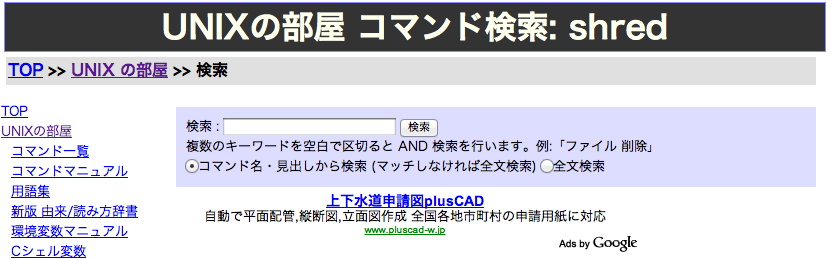 UNIXの部屋 コマンド検索: shred
TOP >> UNIX の部屋 >> 検索
TOP
UNIXの部屋
コマンド一覧
コマンドマニュアル
用語集
新版 由来/読み方辞書
環境変数マニュアル
Cシェル変数
検索 : 検索
複数のキーワードを空白で区切ると AND 検索を行います。例:「ファイル 削除」
コマンド名・見出しから検索 (マッチしなければ全文検索) 全文検索
上下水道申請図plusCAD
自動で平面配管,縦断図,立面図作成 全国各地市町村の申請用紙に対応
www.pluscad-w.jp
Ads by Google